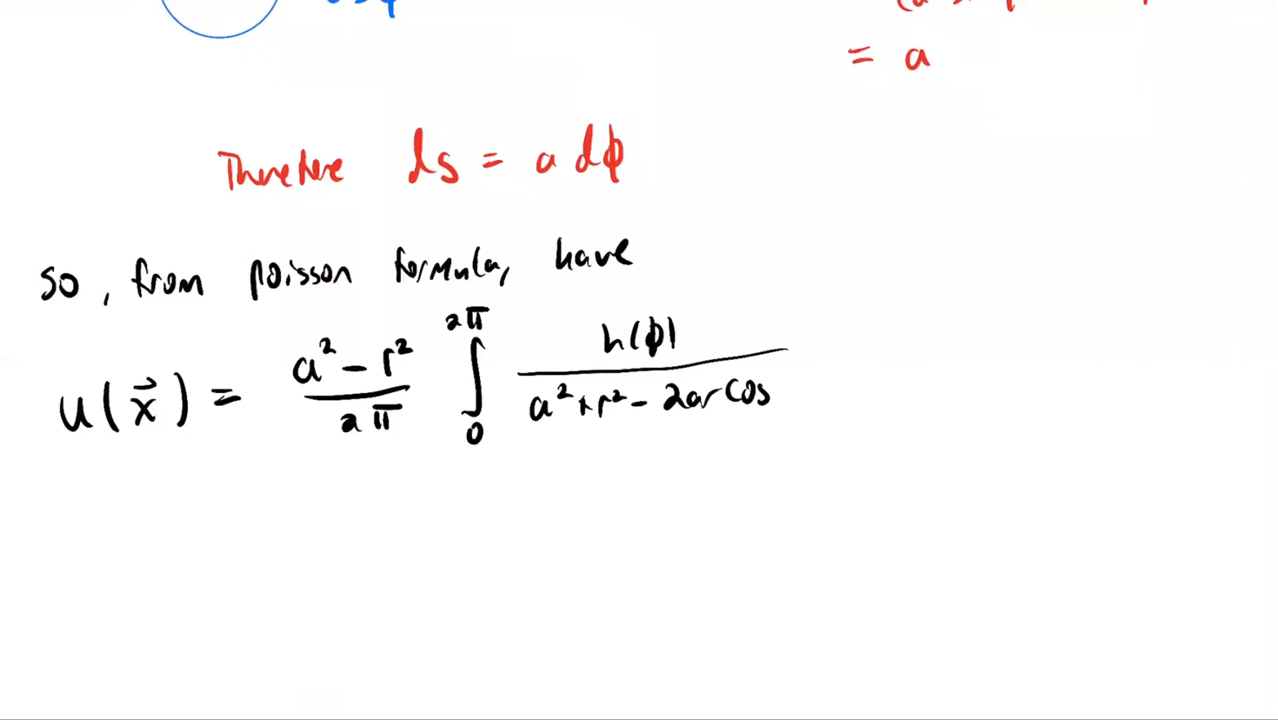 = a
Therefore ds = a dϕ
so, from poisson formula, have
u(x⃗) = (a² - r²)/(2π) ∫₀^{2π} h(ϕ)/(a² + r² - 2ar cos